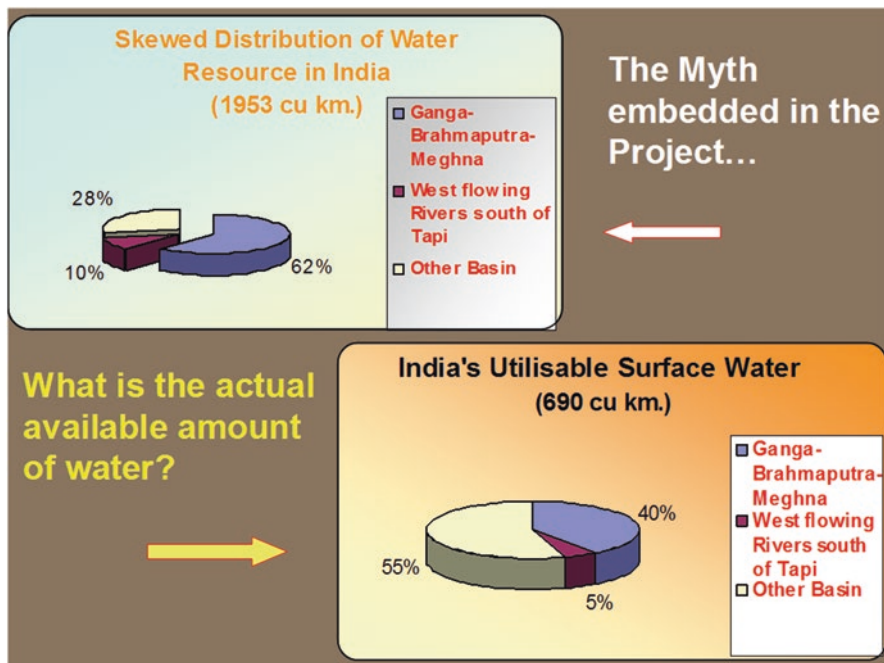 Skewed Distribution of Water
Resource in India
(1953 cu km.)
28%
10%
62%
Ganga-
Brahmaputra-
Meghna
West flowing
Rivers south of
Tapi
Other Basin
The Myth
embedded in the
Project...
What is the actual
available amount
of water?
India's Utilisable Surface Water
(690 cu km.)
40%
55%
5%
Ganga-
Brahmaputra-
Meghna
West flowing
Rivers south
of Tapi
Other Basin